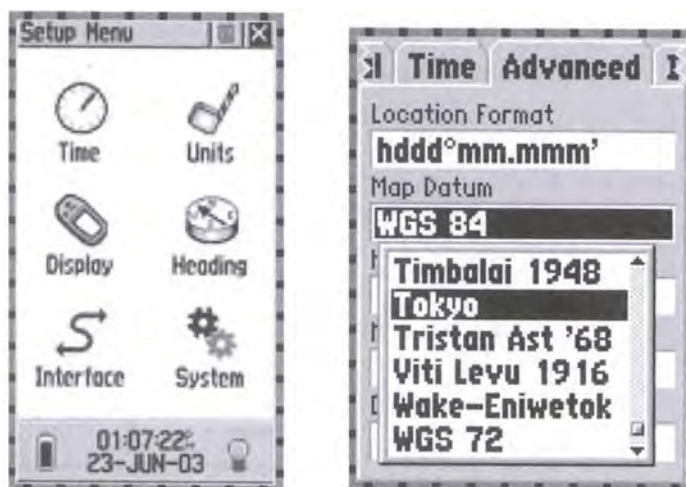 Setup Menu
Time
Units
Display
Heading
Interface
System
01:07:22
23-JUN-03
Time
Advanced
Location Format
hddd°mm.mmm'
Map Datum
WGS 84
Timbalai 1948
Tokyo
Tristan Ast '68
Viti Levu 1916
Wake-Eniwetok
WGS 72